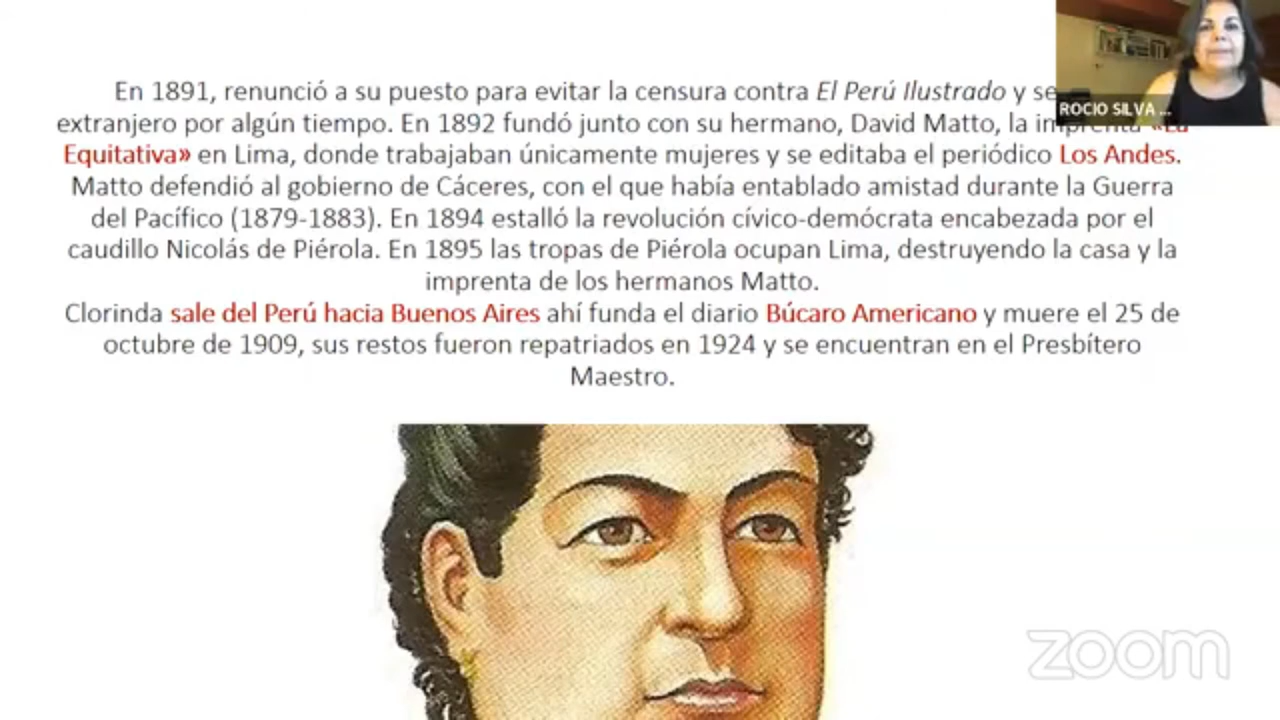 En 1891, renunció a su puesto para evitar la censura contra El Perú Ilustrado y se
extranjero por algún tiempo. En 1892 fundó junto con su hermano, David Matto, la imprenta «La
Equitativa» en Lima, donde trabajaban únicamente mujeres y se editaba el periódico Los Andes.
Matto defendió al gobierno de Cáceres, con el que había entablado amistad durante la Guerra
del Pacífico (1879-1883). En 1894 estalló la revolución cívico-demócrata encabezada por el
caudillo Nicolás de Piérola. En 1895 las tropas de Piérola ocupan Lima, destruyendo la casa y la
imprenta de los hermanos Matto.
Clorinda sale del Perú hacia Buenos Aires ahí funda el diario Búcaro Americano y muere el 25 de
octubre de 1909, sus restos fueron repatriados en 1924 y se encuentran en el Presbítero
Maestro.
ROCIO SILVA ...
zoom